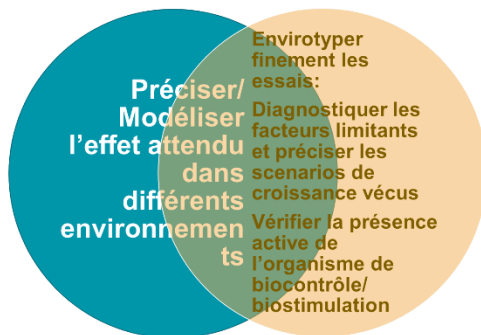 Préciser/
Modéliser
l'effet attendu
dans
différents
environnemen
ts
Envirotyper
finement les
essais:
Diagnostiquer les
facteurs limitants
et préciser les
scenarios de
croissance vécus
Vérifier la présence
active de
l'organisme de
biocontrôle/
biostimulation